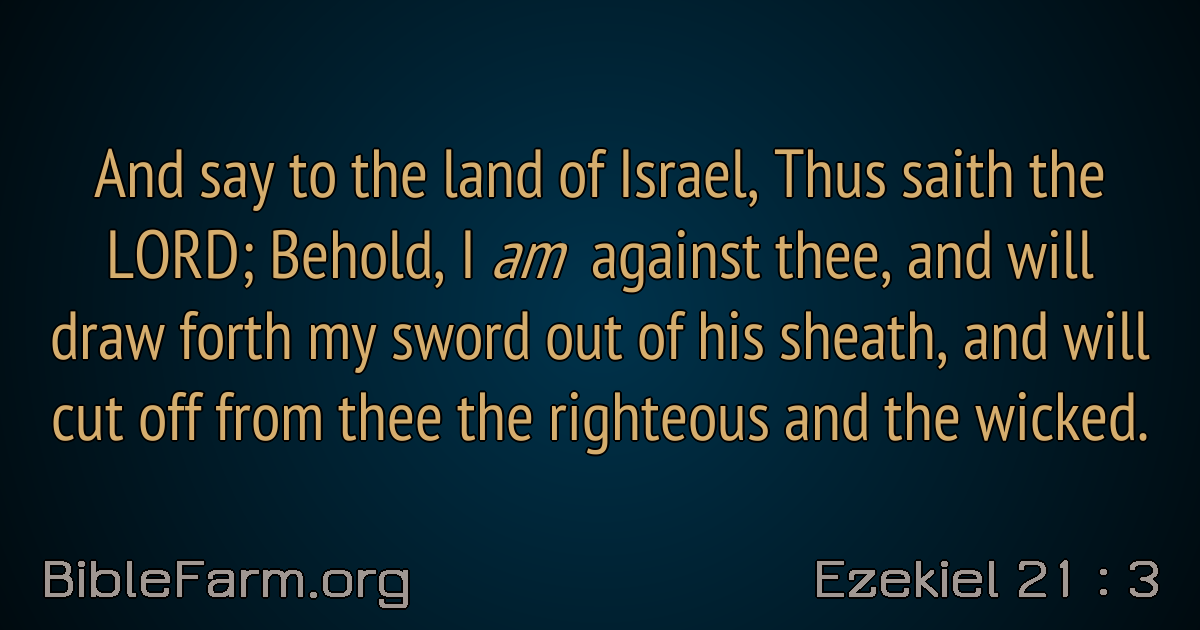 And say to the land of Israel, Thus saith the
LORD; Behold, I am against thee, and will
draw forth my sword out of his sheath, and will
cut off from thee the righteous and the wicked.
BibleFarm.org
Ezekiel 21 : 3